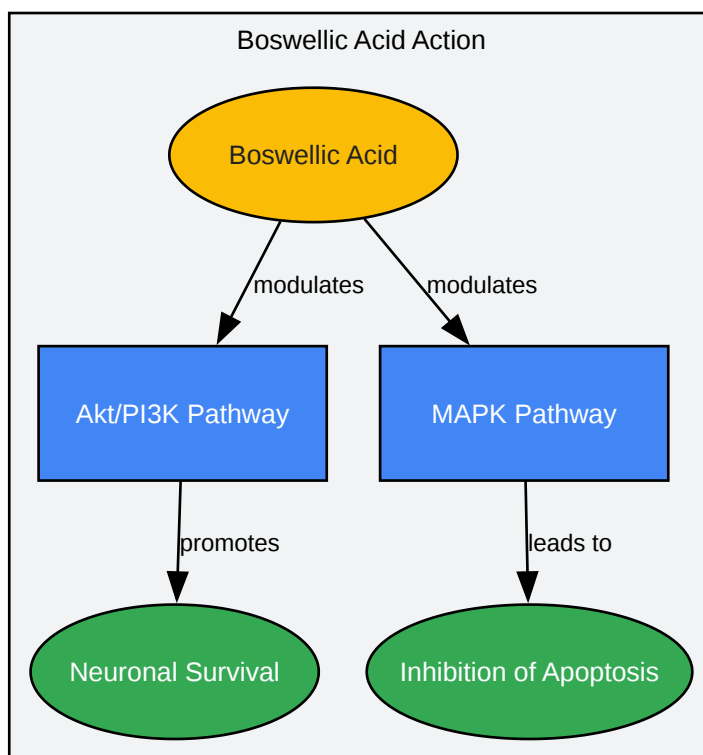 Boswellic Acid Action
Boswellic Acid
modulates
modulates
Akt/PI3K Pathway
MAPK Pathway
promotes
leads to
Neuronal Survival
Inhibition of Apoptosis